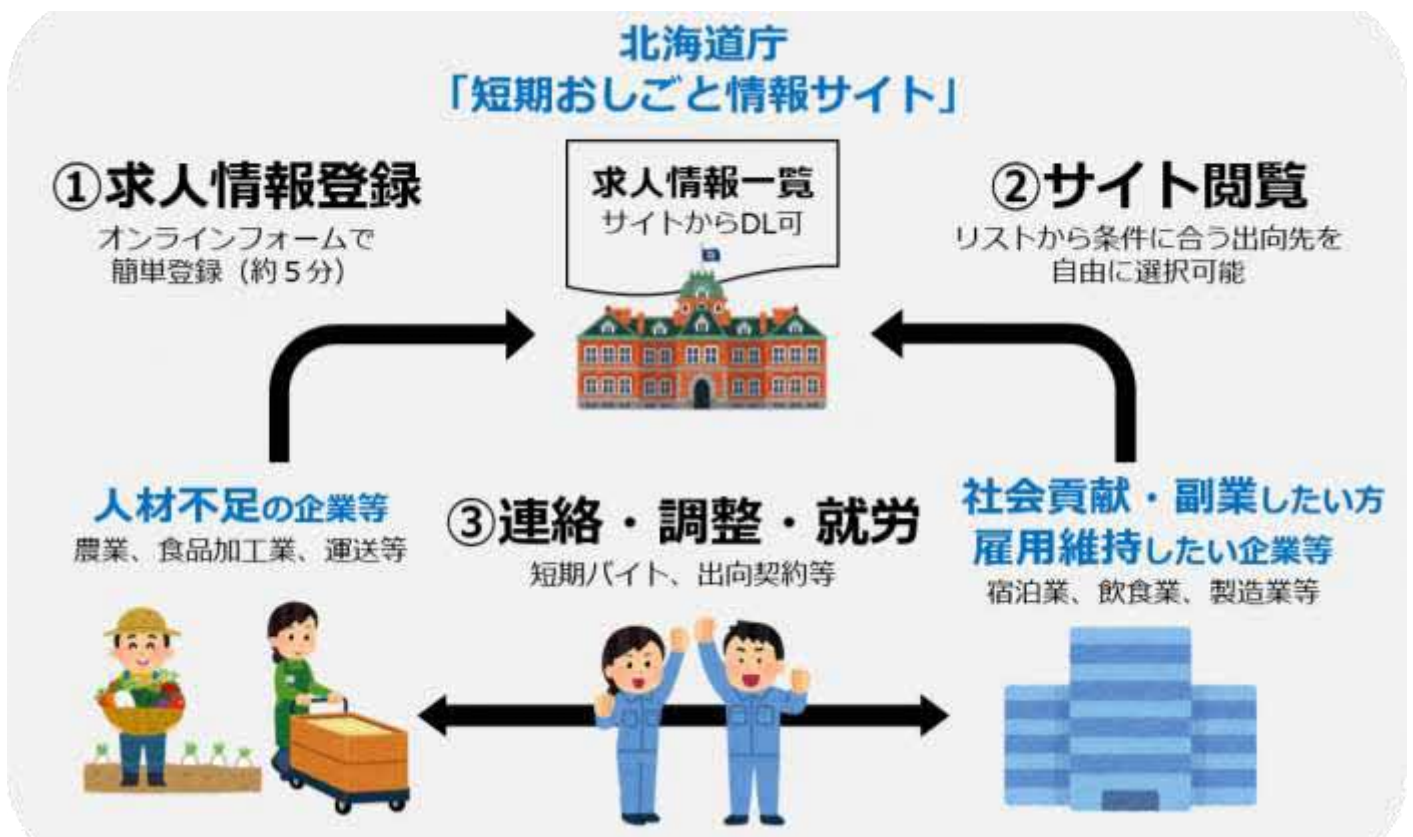 北海道庁
「短期おしごと情報サイト」
①求人情報登録
オンラインフォームで
簡単登録（約５分）
求人情報一覧
サイトからDL可
②サイト閲覧
リストから条件に合う出向先を
自由に選択可能
人材不足の企業等
農業、食品加工業、運送等
③連絡・調整・就労
短期バイト、出向契約等
社会貢献・副業したい方
雇用維持したい企業等
宿泊業、飲食業、製造業等